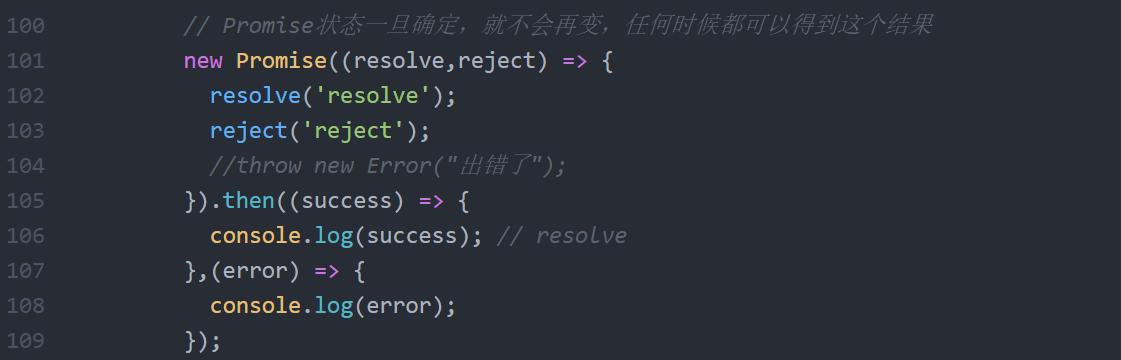 100 // Promise状态一旦确定，就不会再变，任何时候都可以得到这个结果
101 new Promise((resolve,reject) => {
102 resolve('resolve');
103 reject('reject');
104 //throw new Error("出错了");
105 }).then((success) => {
106 console.log(success); // resolve
107 },(error) => {
108 console.log(error);
109 });